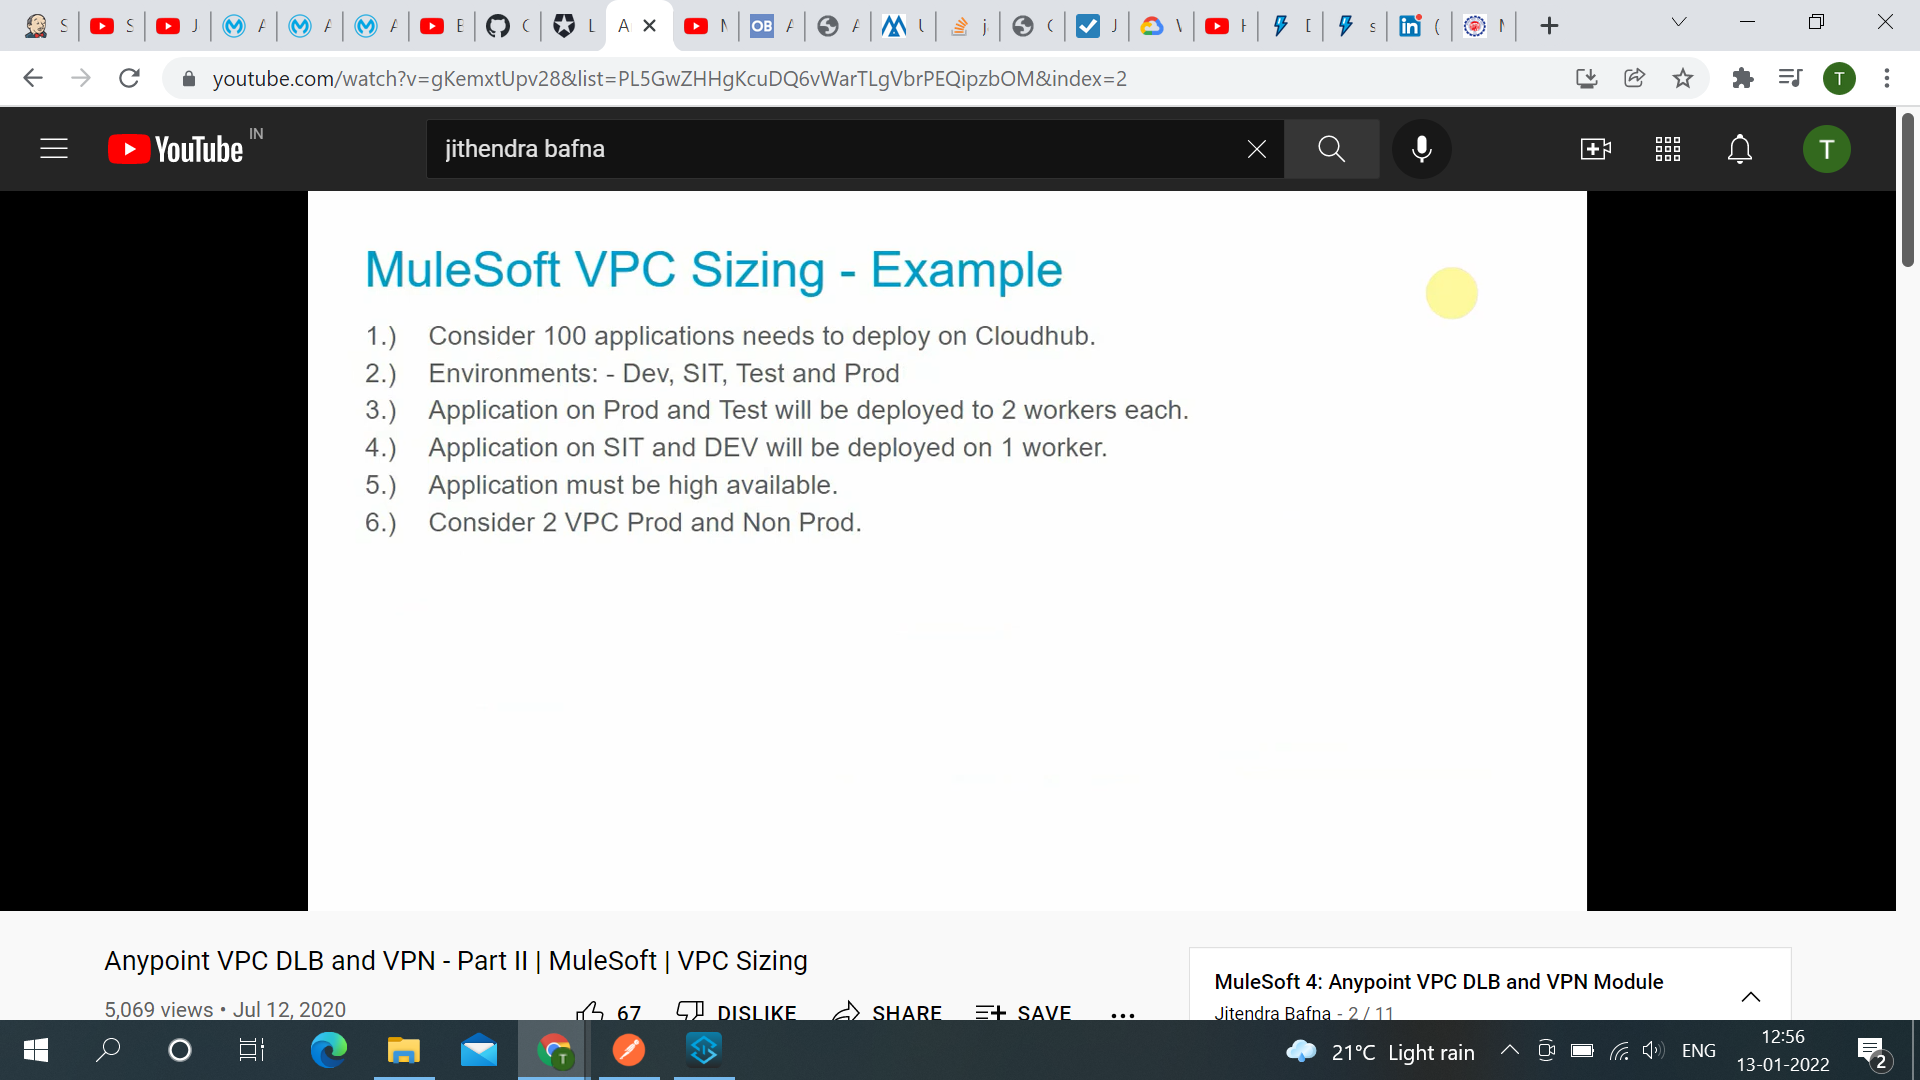 youtube.com/watch?v=gKemxtUpv28&list=PL5GwZHHgKcuDQ6vWarTLgVbrPEQipzbOM&index=2
T
YouTube IN
jithendra bafna
T
MuleSoft VPC Sizing - Example
1.) Consider 100 applications needs to deploy on Cloudhub.
2.) Environments: - Dev, SIT, Test and Prod
3.) Application on Prod and Test will be deployed to 2 workers each.
4.) Application on SIT and DEV will be deployed on 1 worker.
5.) Application must be high available.
6.) Consider 2 VPC Prod and Non Prod.
Anypoint VPC DLB and VPN - Part II | MuleSoft | VPC Sizing
5,069 views • Jul 12, 2020
67 DISLIKE SHARE SAVE
MuleSoft 4: Anypoint VPC DLB and VPN Module
Jitendra Bafna - 2 / 11
T
21°C Light rain
ENG
12:56
13-01-2022
2